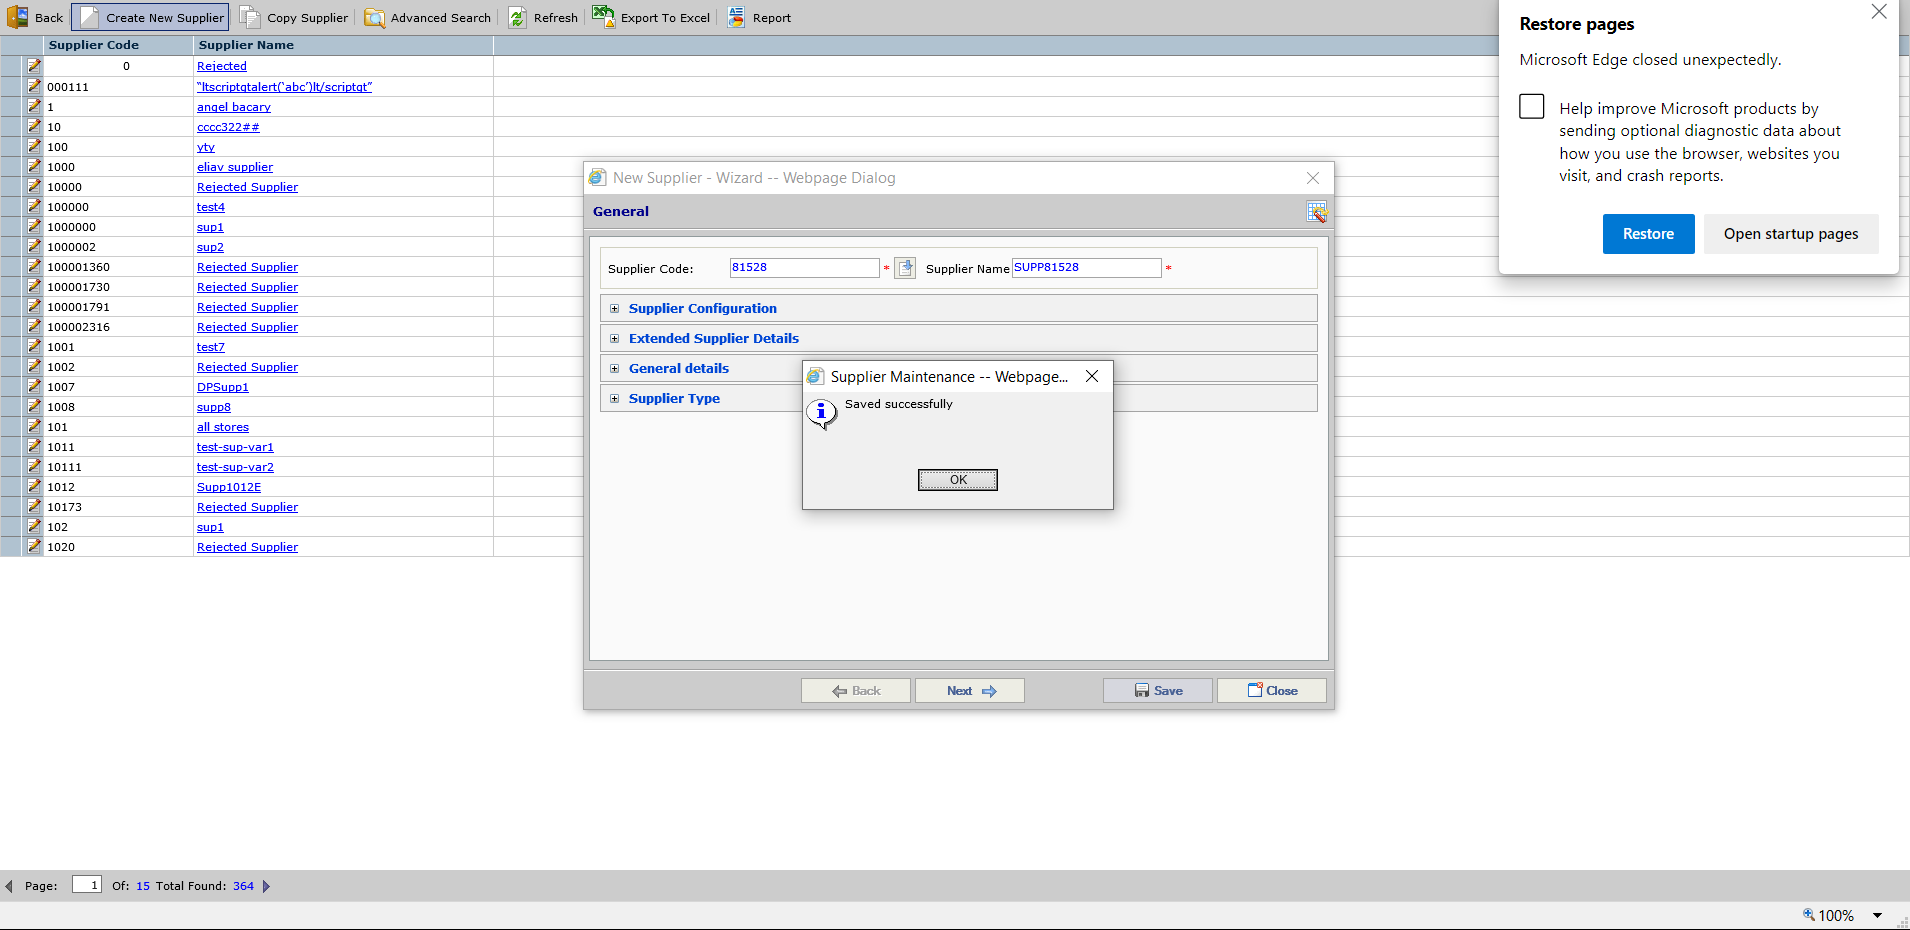 Back Create New Supplier Copy Supplier Advanced Search Refresh Export To Excel Report
Supplier Code Supplier Name
0 Rejected
000111 “ltscriptgtalert(‘abc’)lt/scriptgt”
1 angel bacary
10 cccc322##
100 yty
1000 eliav supplier
10000 Rejected Supplier
100000 test4
1000000 sup1
1000002 sup2
100001360 Rejected Supplier
100001730 Rejected Supplier
100001791 Rejected Supplier
100002316 Rejected Supplier
1001 test7
1002 Rejected Supplier
1007 DPSupp1
1008 supp8
101 all stores
1011 test-sup-var1
10111 test-sup-var2
1012 Supp1012E
10173 Rejected Supplier
102 sup1
1020 Rejected Supplier
New Supplier - Wizard -- Webpage Dialog
General
Supplier Code: 81528 * Supplier Name SUPP81528 *
Supplier Configuration
Extended Supplier Details
General details
Supplier Type
Supplier Maintenance -- Webpage...
Saved successfully
OK
Back Next Save Close
Restore pages
Microsoft Edge closed unexpectedly.
Help improve Microsoft products by
sending optional diagnostic data about
how you use the browser, websites you
visit, and crash reports.
Restore Open startup pages
Page: 1 Of: 15 Total Found: 364
100%